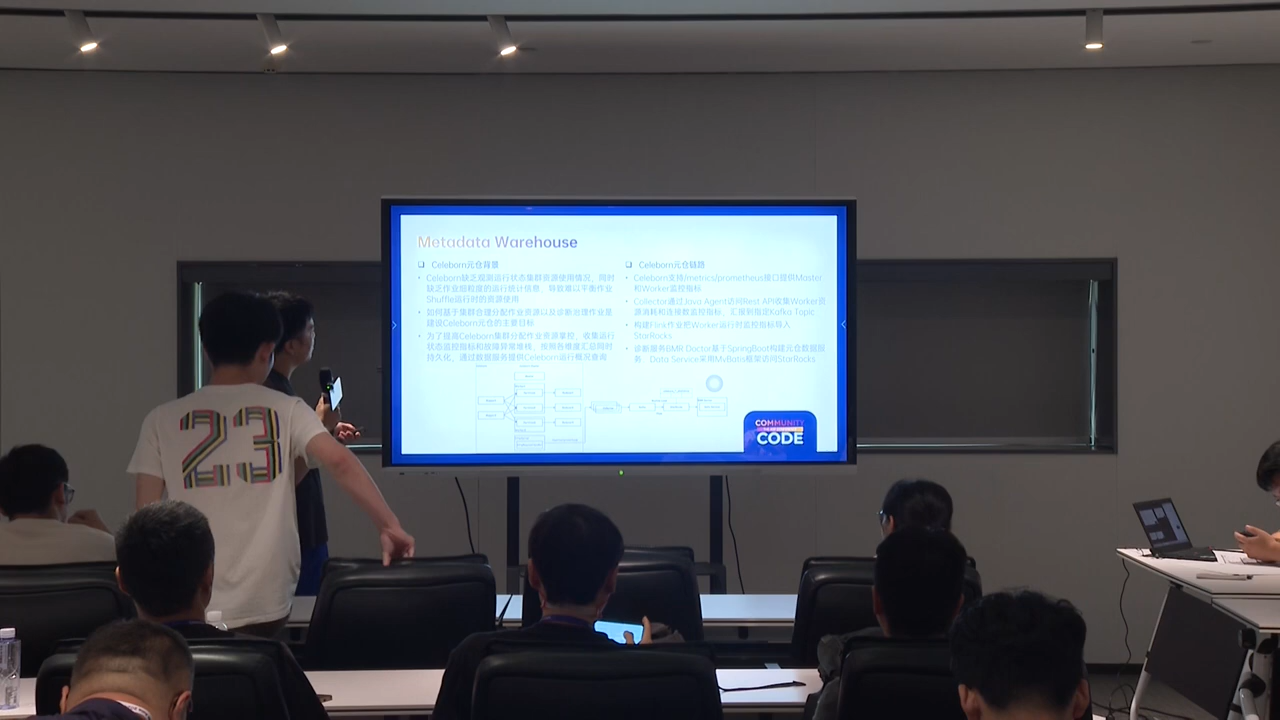 Metadata Warehouse
Celeborn元仓背景
Celeborn缺乏观测运行状态集群资源使用情况，同时
缺乏作业细粒度的运行统计信息，导致难以平衡作业
Shuffle运行时的资源使用
如何基于集群合理分配作业资源以及诊断治理作业是
建设Celeborn元仓的主要目标
为了提高Celeborn集群分配作业资源掌控，收集运行
状态监控指标和故障异常堆栈，按照各维度汇总同时
持久化，通过数据服务提供Celeborn运行概况查询
Celeborn元仓链路
Celeborn支持/metrics/prometheus接口提供Master
和Worker监控指标
Collector通过Java Agent访问Rest API收集Worker资
源消耗和连接数监控指标，汇报到指定Kafka Topic
构建Flink作业把Worker运行时监控指标导入
StarRocks
诊断服务BMR Doctor基于SpringBoot构建元仓数据服
务，Data Service采用MyBatis框架访问StarRocks
COMMUNITY
CODE
23